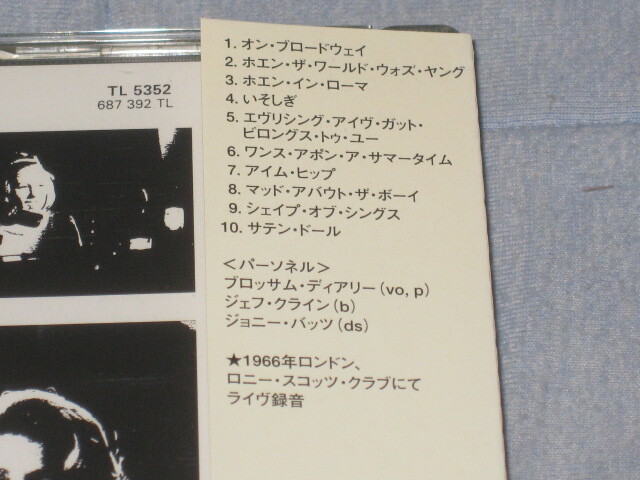 TL 5352
687 392 TL
1. オン・ブロードウェイ
2. ホエン・ザ・ワールド・ウォズ・ヤング
3. ホエン・イン・ローマ
4. いそしぎ
5. エヴリシング・アイヴ・ガット・
ビロングス・トゥ・ユー
6. ワンス・アポン・ア・サマータイム
7. アイム・ヒップ
8. マッド・アバウト・ザ・ボーイ
9. シェイプ・オブ・シングス
10. サテン・ドール
＜パーソネル＞
ブロッサム・ディアリー(vo, p)
ジェフ・クライン(b)
ジョニー・バッツ(ds)
★1966年ロンドン、
ロニー・スコッツ・クラブにて
ライヴ録音